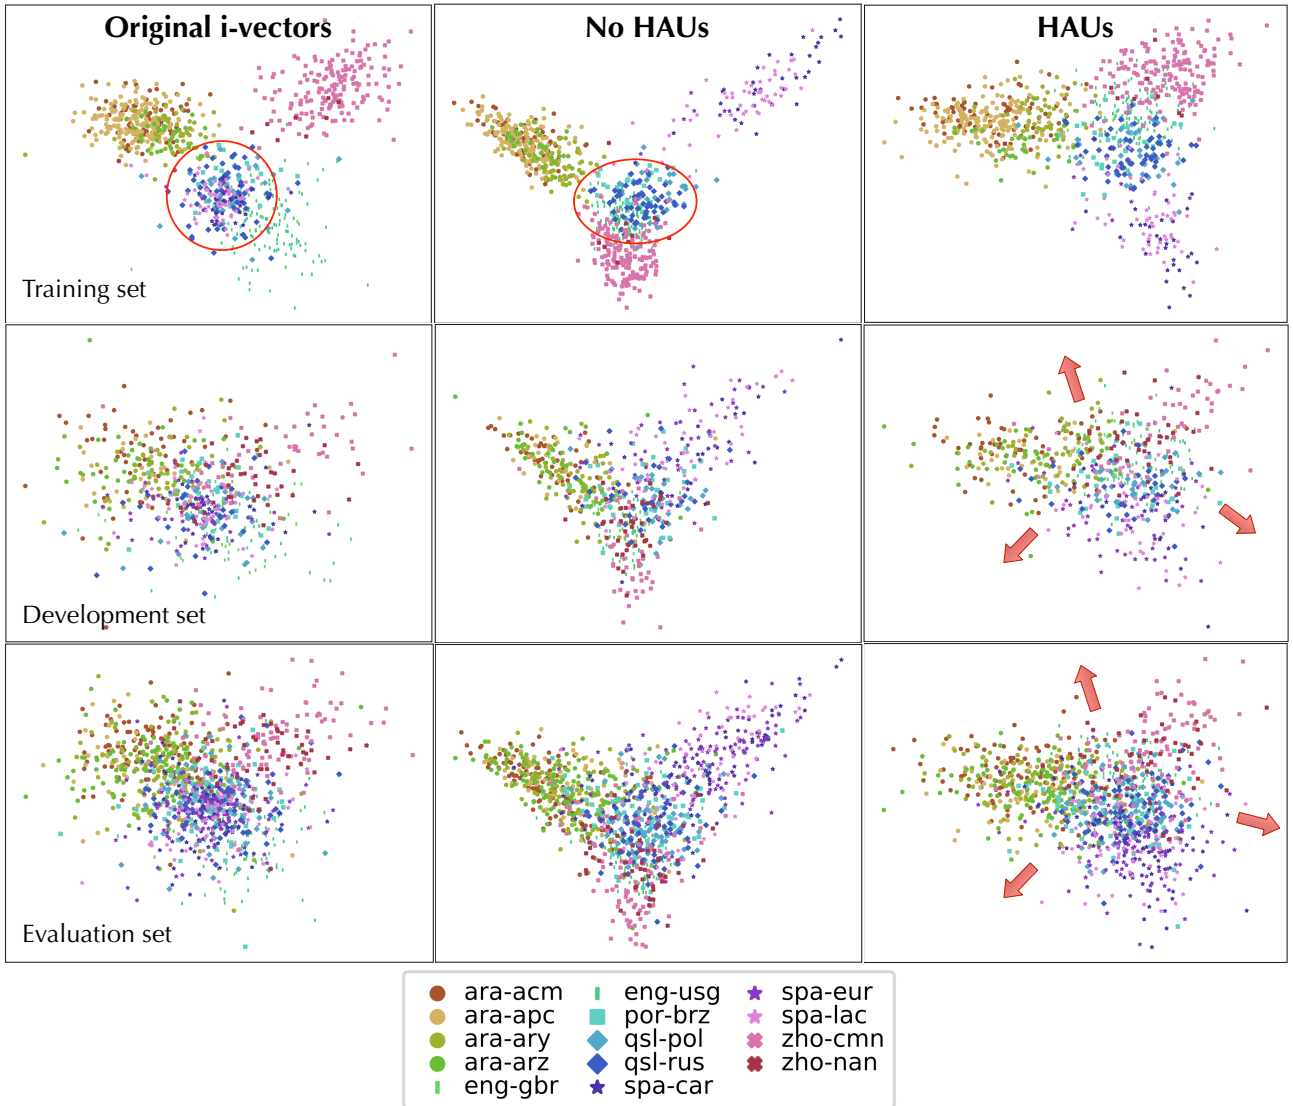 Original i-vectors
No HAUs
HAUs
Training set
Development set
Evaluation set
ara-acm
ara-apc
ara-ary
ara-arz
eng-gbr
eng-usg
por-brz
qsl-pol
qsl-rus
spa-car
spa-eur
spa-lac
zho-cmn
zho-nan